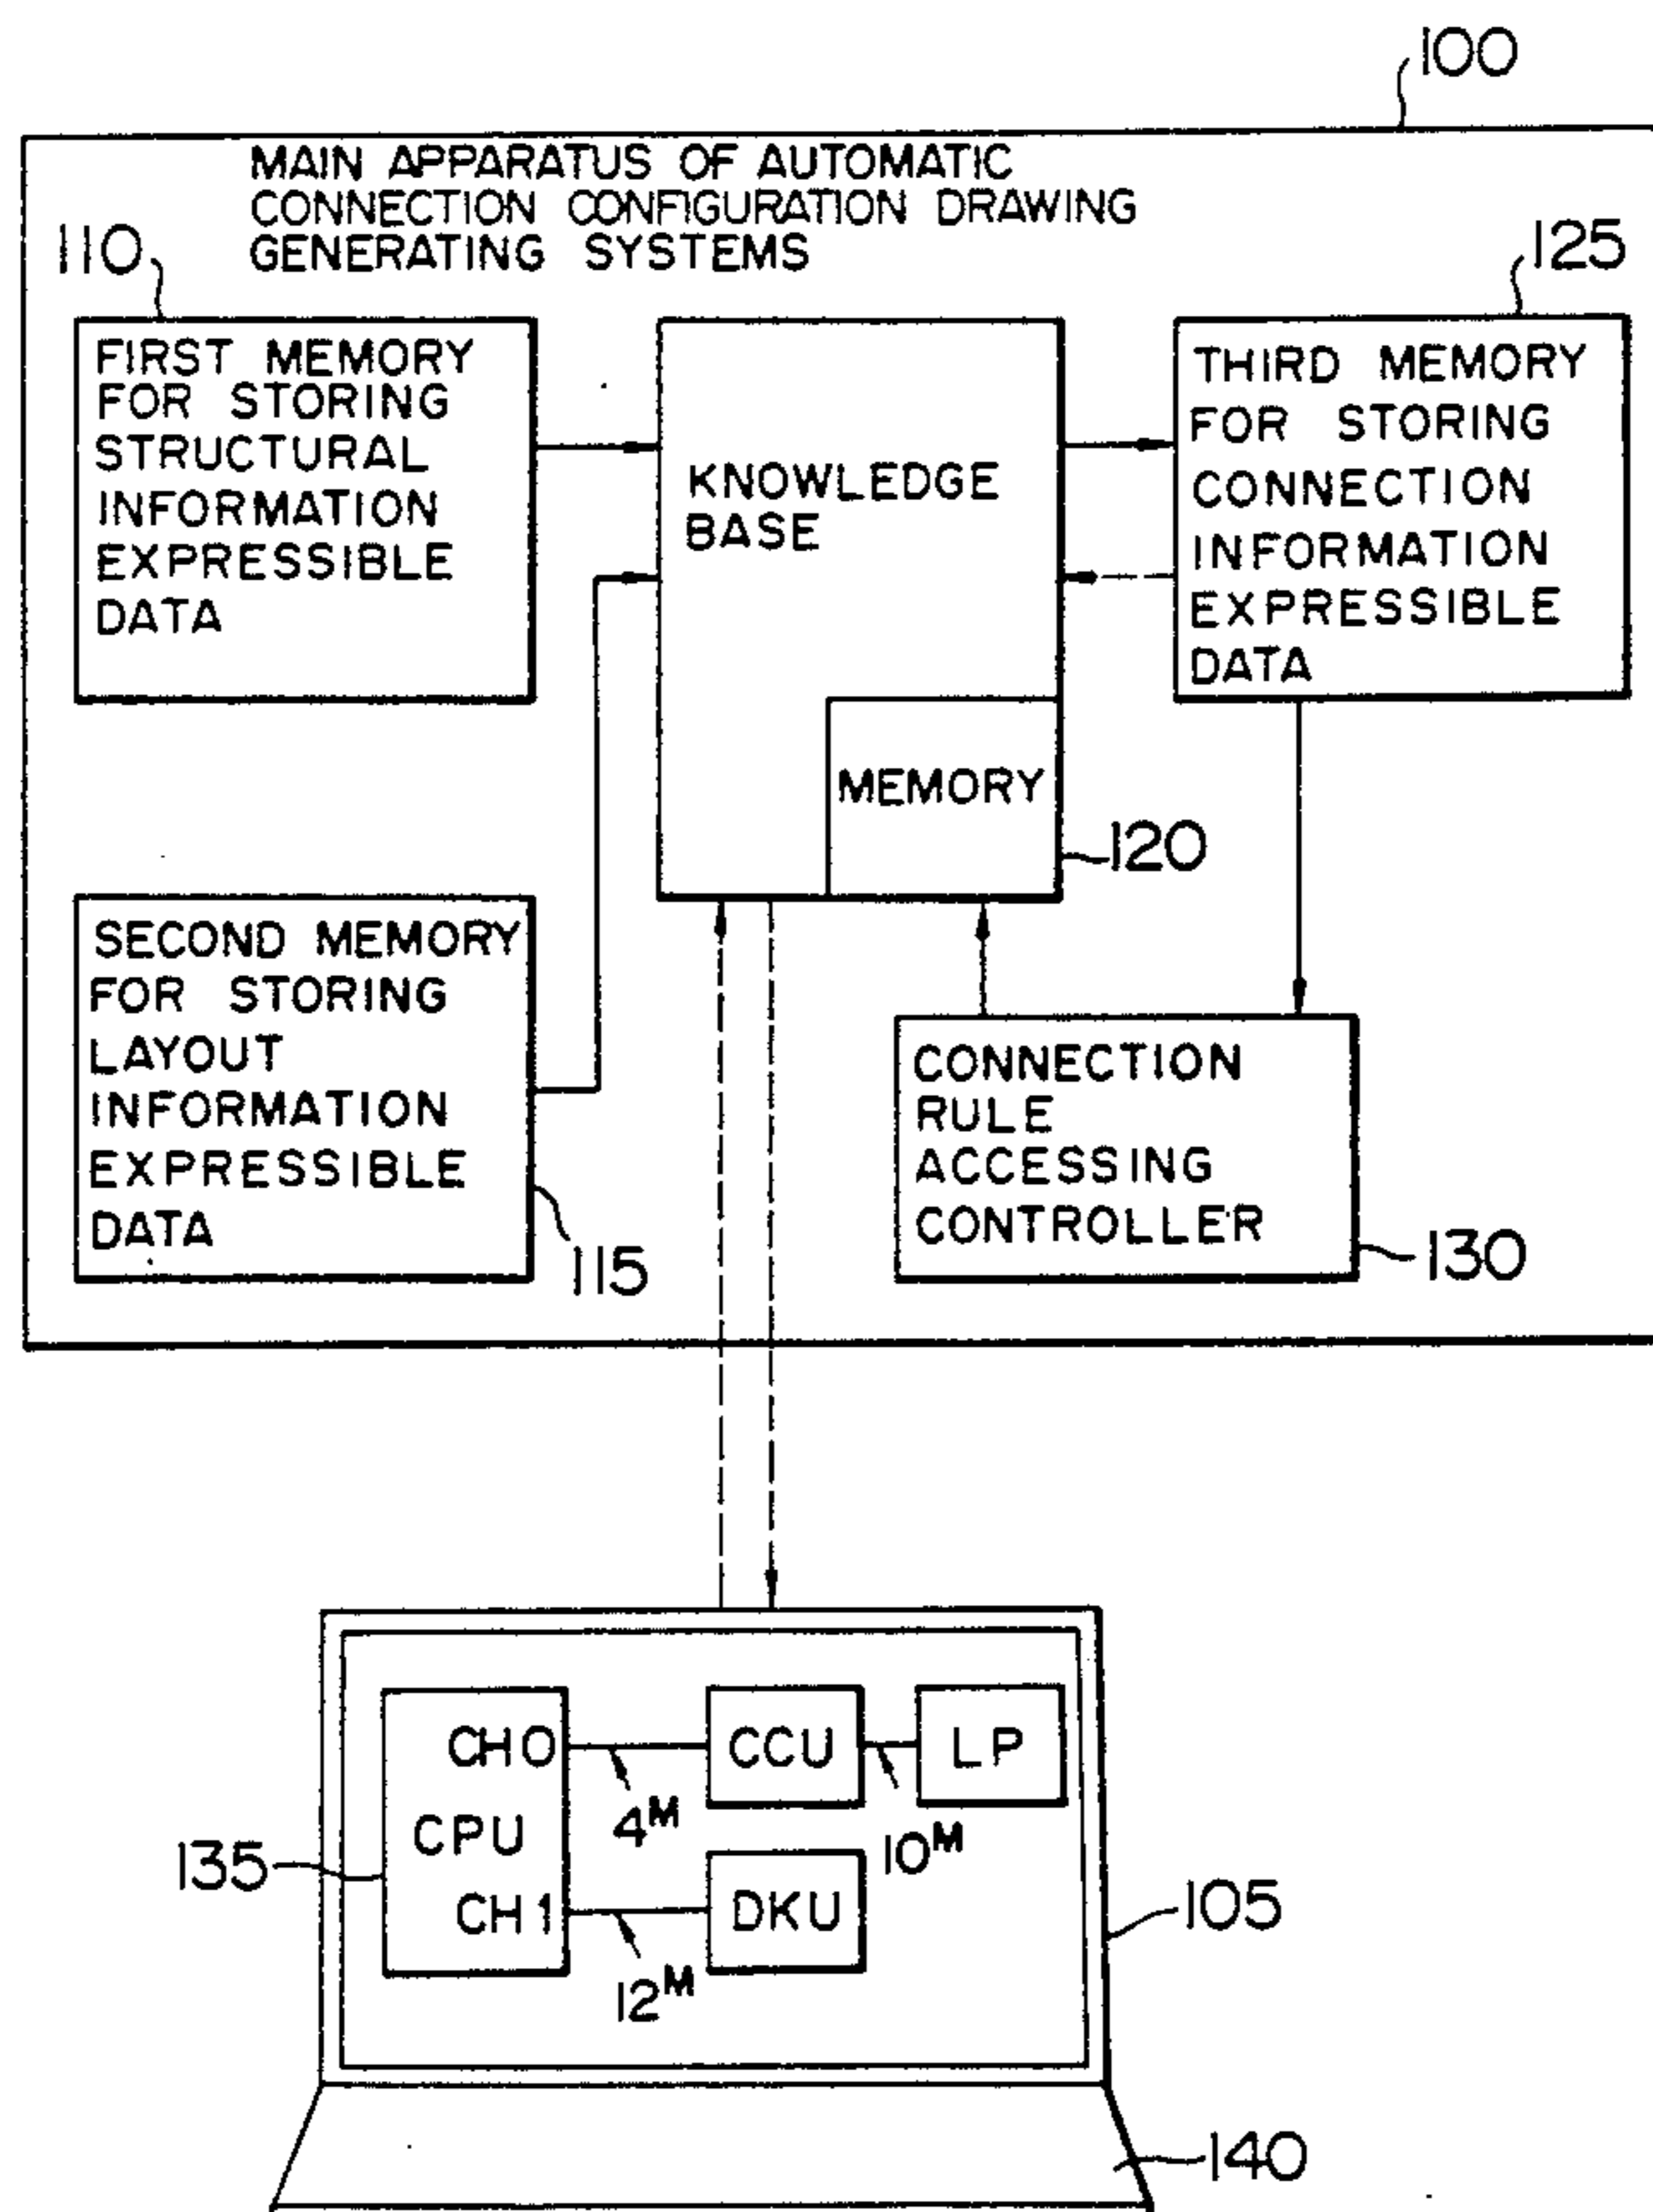 100
MAIN APPARATUS OF AUTOMATIC
CONNECTION CONFIGURATION DRAWING
GENERATING SYSTEMS
110
125
FIRST MEMORY
FOR STORING
STRUCTURAL
INFORMATION
EXPRESSIBLE
DATA
KNOWLEDGE
BASE
MEMORY
120
THIRD MEMORY
FOR STORING
CONNECTION
INFORMATION
EXPRESSIBLE
DATA
SECOND MEMORY
FOR STORING
LAYOUT
INFORMATION
EXPRESSIBLE
DATA
115
CONNECTION
RULE
ACCESSING
CONTROLLER
130
CH0
CPU
CH1
CCU
LP
4M
10M
135
DKU
12M
105
140